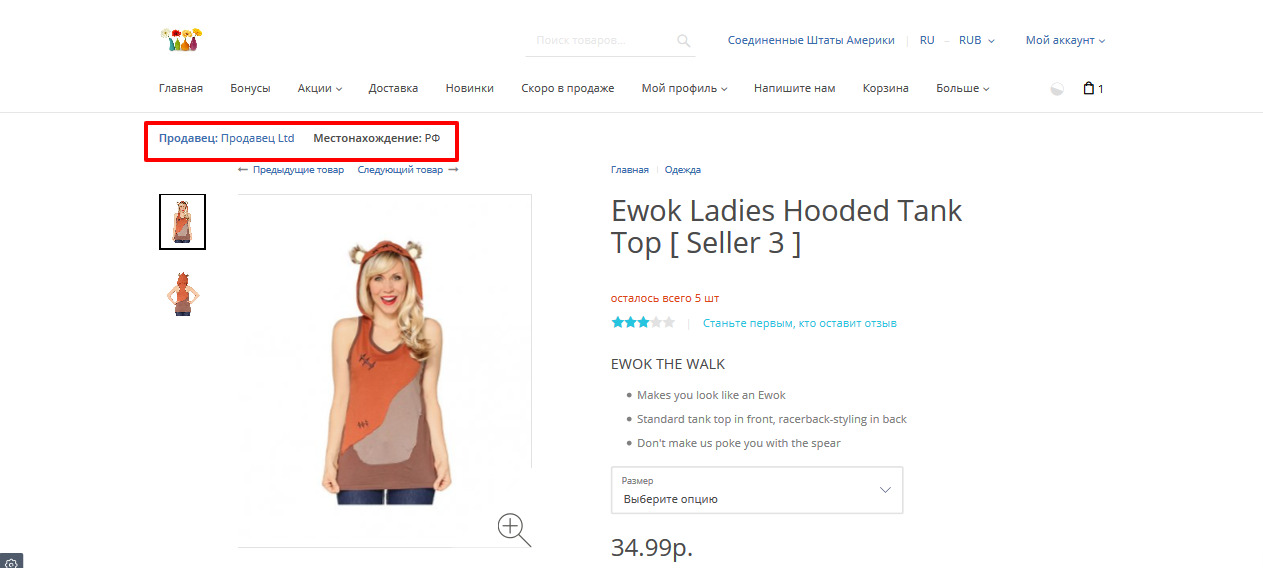 Поиск товаров...
Соединенные Штаты Америки RU – RUB Мой аккаунт
Главная Бонусы Акции Доставка Новинки Скоро в продаже Мой профиль Напишите нам Корзина Больше 1
Продавец: Продавец Ltd Местонахождение: РФ
← Предыдущие товар Следующий товар →
Главная Одежда
Ewok Ladies Hooded Tank
Top [ Seller 3 ]
осталось всего 5 шт
Станьте первым, кто оставит отзыв
EWOK THE WALK
• Makes you look like an Ewok
• Standard tank top in front, racerback-styling in back
• Don't make us poke you with the spear
Размер
Выберите опцию
34.99р.